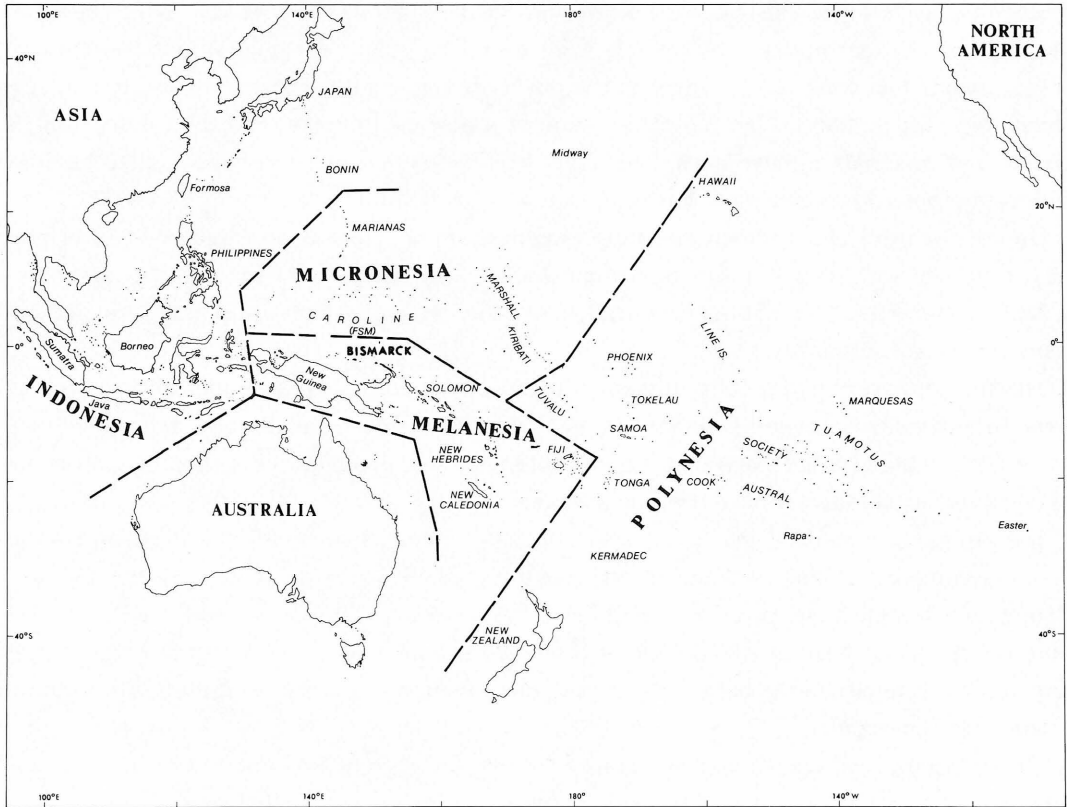 100°E
140°E
180°
140°W
40°N
NORTH
AMERICA
JAPAN
ASIA
Midway
BONIN
HAWAII
Formosa
20°N
MARIANAS
PHILIPPINES
MICRONESIA
MARSHALL
CAROLINE
(FSM)
KIRIBATI
LINE IS.
0°
0°
Borneo
BISMARCK
PHOENIX
Sumatra
New
Guinea
SOLOMON
TUVALU
TOKELAU
MARQUESAS
INDONESIA
Java
MELANESIA
SAMOA
POLYNESIA
TUAMOTUS
NEW
HEBRIDES
FIJI
SOCIETY
TONGA
COOK
AUSTRAL
NEW
CALEDONIA
AUSTRALIA
Easter
Rapa
KERMADEC
40°S
NEW
ZEALAND
40°S
100°E
140°E
180°
140°W